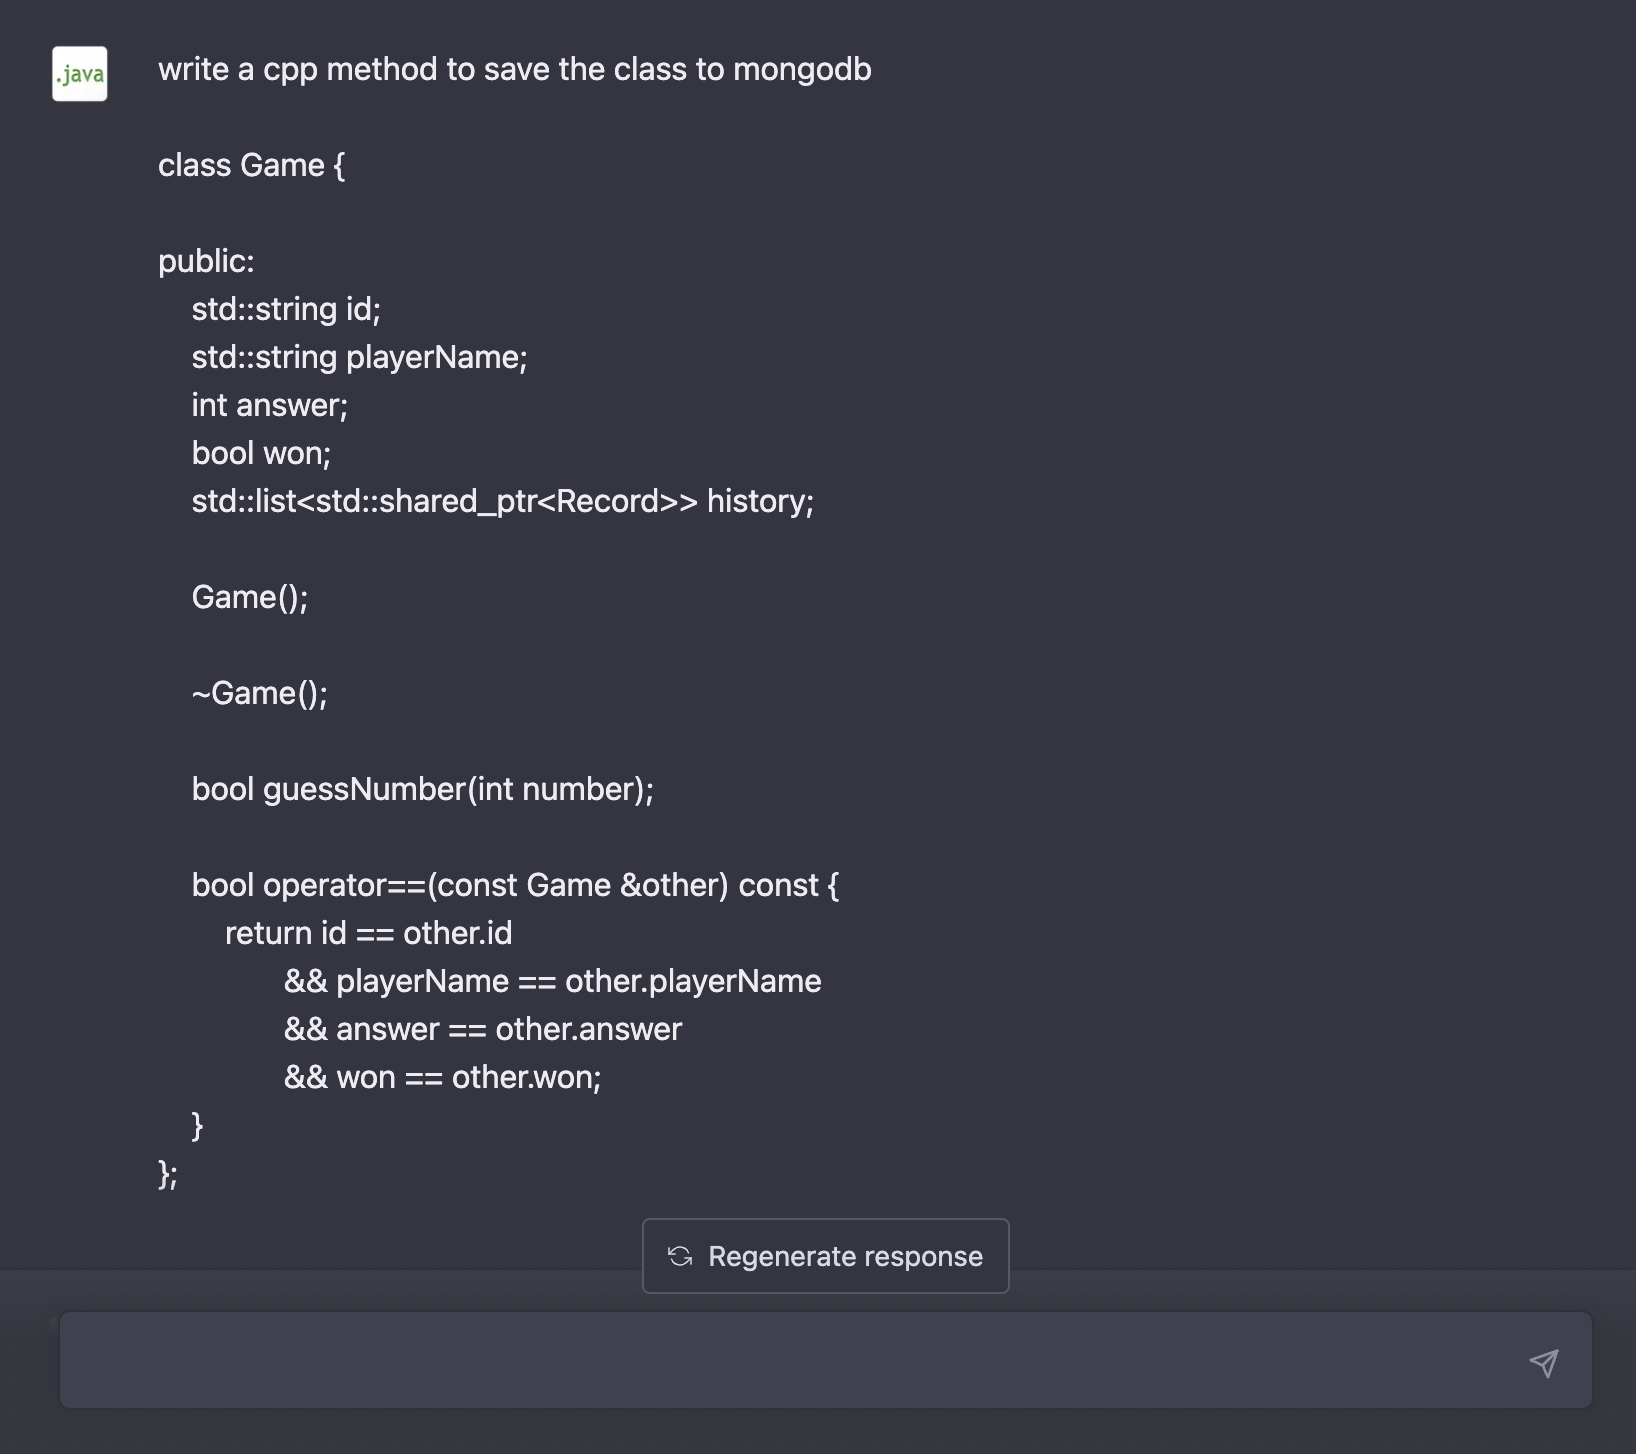 .java
write a cpp method to save the class to mongodb
class Game {
public:
std::string id;
std::string playerName;
int answer;
bool won;
std::list<std::shared_ptr<Record>> history;
Game();
~Game();
bool guessNumber(int number);
bool operator==(const Game &other) const {
return id == other.id
&& playerName == other.playerName
&& answer == other.answer
&& won == other.won;
}
};
Regenerate response